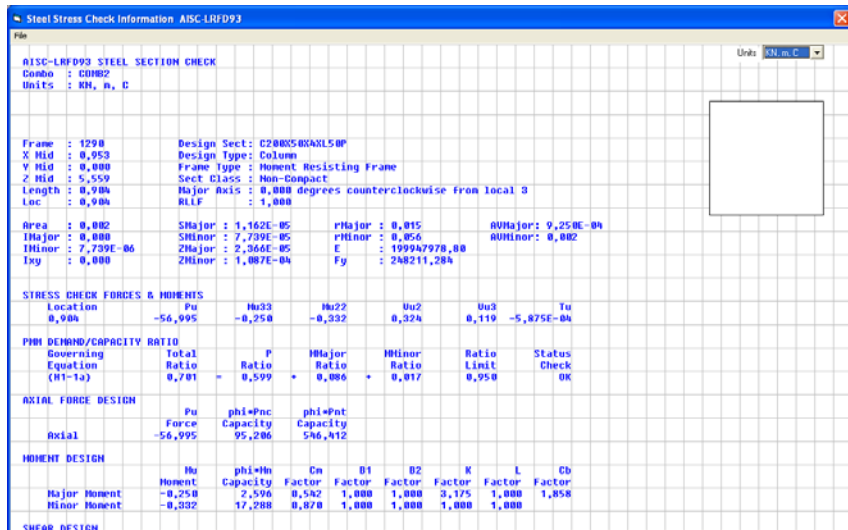 Steel Stress Check Information AISC-LRFD93
File
Units KN, m, C
AISC-LRFD93 STEEL SECTION CHECK
Combo : COMB2
Units : KN, m, C
Frame : 1290 Design Sect: C200X50X4XL50P
X Mid : 0,953 Design Type: Column
Y Mid : 0,000 Frame Type : Moment Resisting Frame
Z Mid : 5,559 Sect Class : Non-Compact
Length : 0,904 Major Axis : 0,000 degrees counterclockwise from local 3
Loc : 0,904 RLLF : 1,000
Area : 0,002 SMajor : 1,162E-05 rMajor : 0,015 AVMajor: 9,250E-04
IMajor : 0,000 SMinor : 7,739E-05 rMinor : 0,056 AVMinor: 0,002
IMinor : 7,739E-06 ZMajor : 2,366E-05 E : 199947978,80
Ixy : 0,000 ZMinor : 1,087E-04 Fy : 248211,284
STRESS CHECK FORCES & MOMENTS
Location Pu Mu33 Mu22 Vu2 Vu3 Tu
0,904 -56,995 -0,250 -0,332 0,324 0,119 -5,875E-04
PMM DEMAND/CAPACITY RATIO
Governing Total P MMajor MMinor Ratio Status
Equation Ratio Ratio Ratio Ratio Limit Check
(H1-1a) 0,701 = 0,599 + 0,086 + 0,017 0,950 OK
AXIAL FORCE DESIGN
Pu phi*Pnc phi*Pnt
Force Capacity Capacity
Axial -56,995 95,206 546,412
MOMENT DESIGN
Mu phi*Mn Cm B1 B2 K L Cb
Moment Capacity Factor Factor Factor Factor Factor Factor
Major Moment -0,250 2,596 0,542 1,000 1,000 3,175 1,000 1,858
Minor Moment -0,332 17,288 0,870 1,000 1,000 1,000 1,000
SHEAR DESIGN